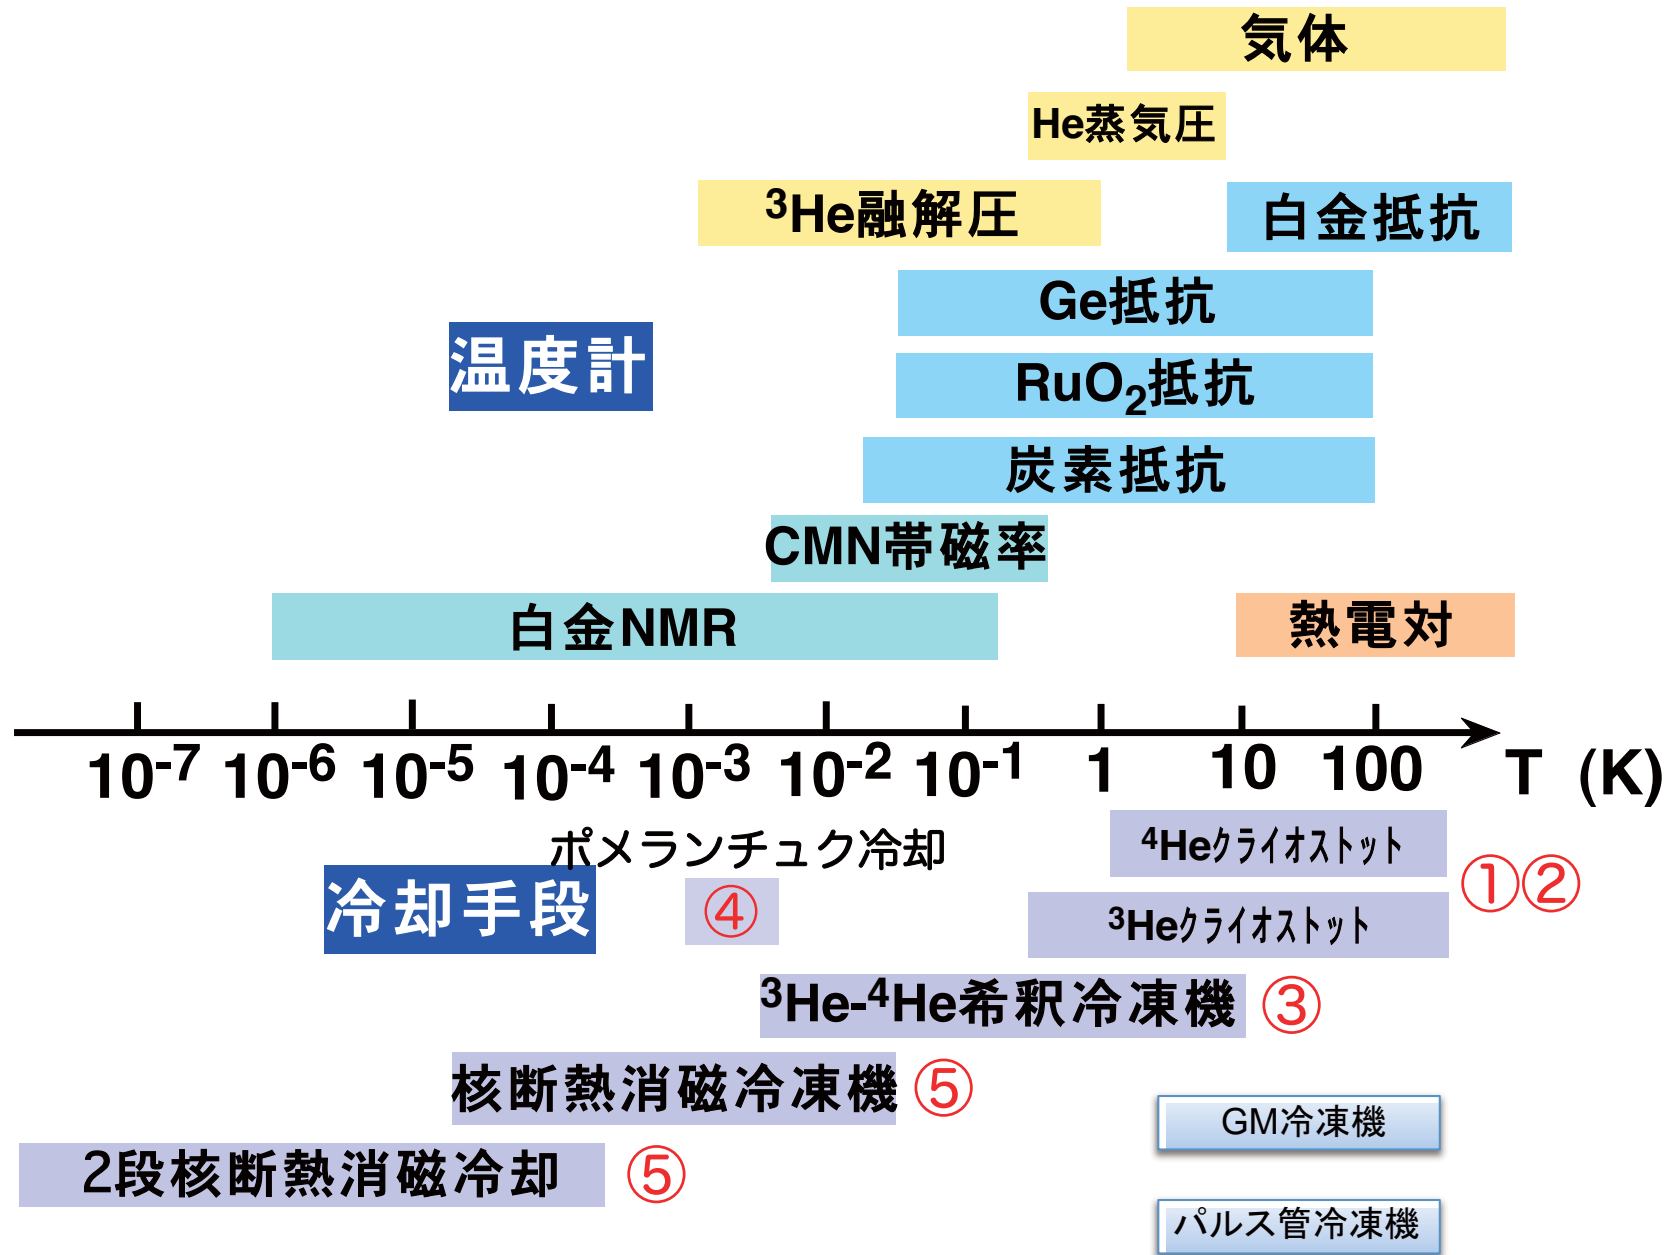 気体
He蒸気圧
³He融解圧
白金抵抗
Ge抵抗
温度計
RuO₂抵抗
炭素抵抗
CMN帯磁率
白金NMR
熱電対
10⁻⁷ 10⁻⁶ 10⁻⁵ 10⁻⁴ 10⁻³ 10⁻² 10⁻¹ 1 10 100 T (K)
ポメランチュク冷却
⁴Heクライオストット
①②
冷却手段
④
³Heクライオストット
³He-⁴He希釈冷凍機 ③
核断熱消磁冷凍機 ⑤
GM冷凍機
2段核断熱消磁冷却 ⑤
パルス管冷凍機